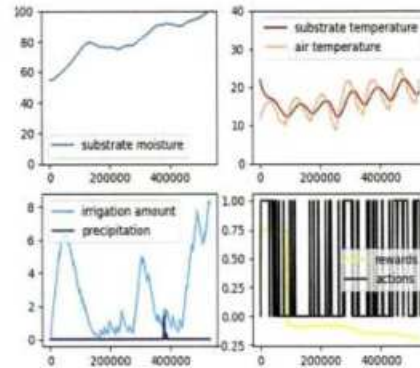 100
80
60
40
20
0
substrate moisture
0 200000 400000
40
30
20
10
0
substrate temperature
air temperature
0 200000 400000
8
6
4
2
0
irrigation amount
precipitation
0 200000 400000
1.00
0.75
0.50
0.25
0.00
0.25
rewards
actions
0 200000 400000